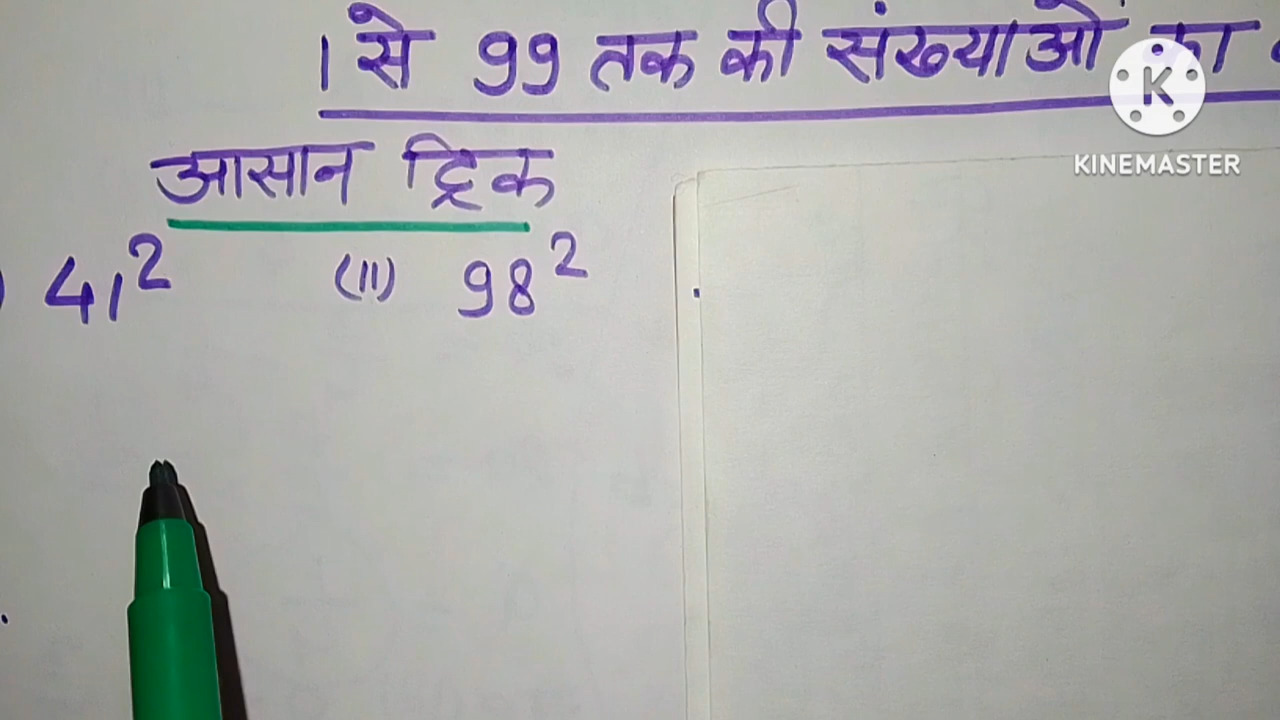 1 से 99 तक की संख्याओं का
आसान ट्रिक
) 41² (II) 98²
K
KINEMASTER